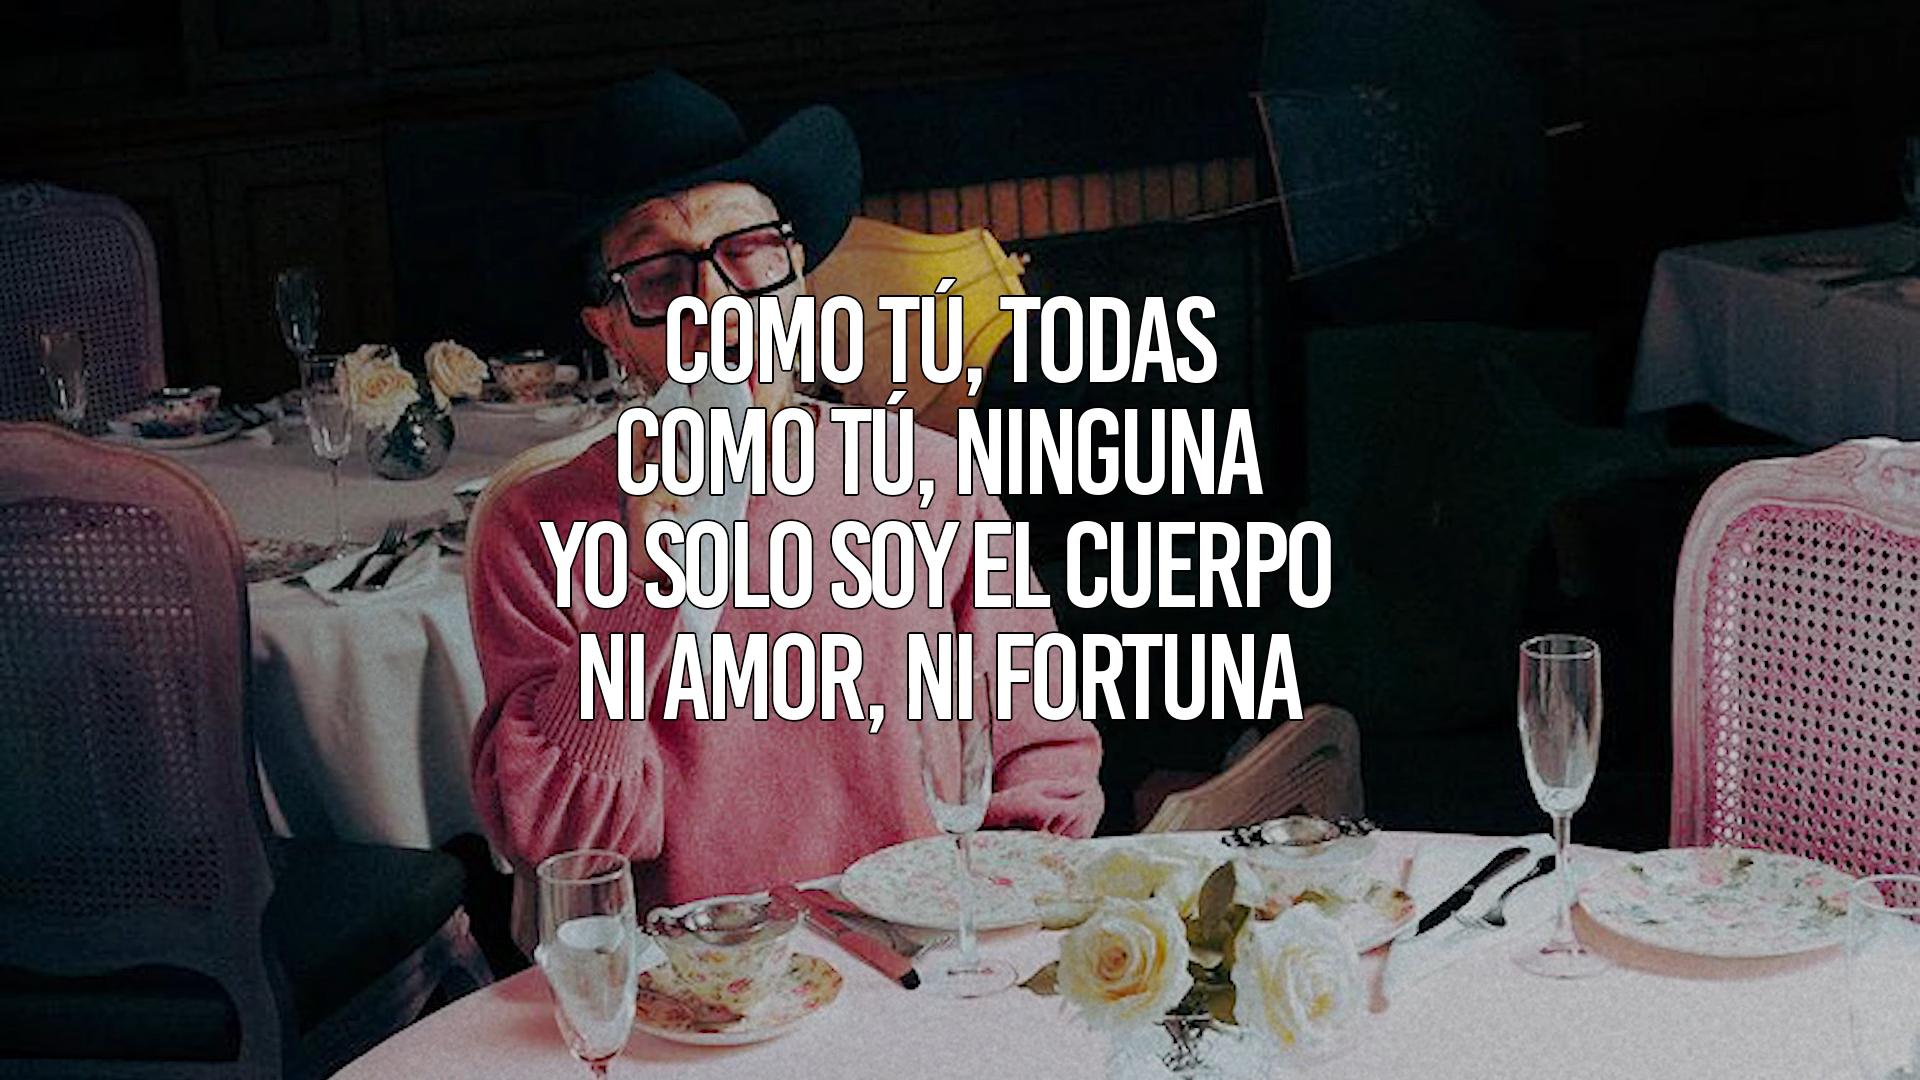 COMO TÚ, TODAS
COMO TÚ, NINGUNA
YO SOLO SOY EL CUERPO
NI AMOR, NI FORTUNA